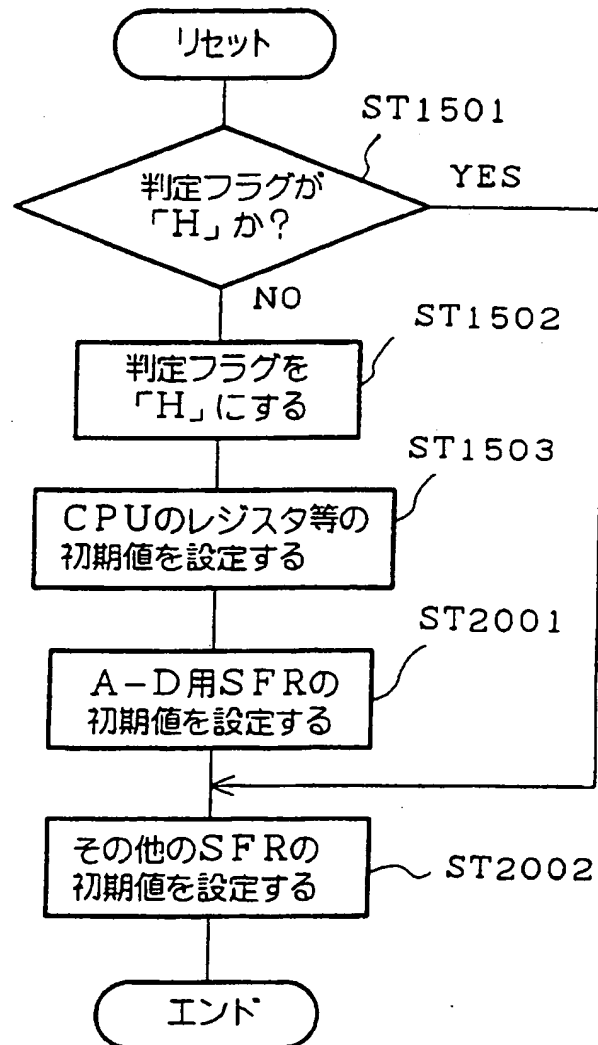 リセット
ST1501
判定フラグが
「H」か?
YES
NO
ST1502
判定フラグを
「H」にする
ST1503
CPUのレジスタ等の
初期値を設定する
ST2001
A-D用SFRの
初期値を設定する
その他のSFRの
初期値を設定する
ST2002
エンド